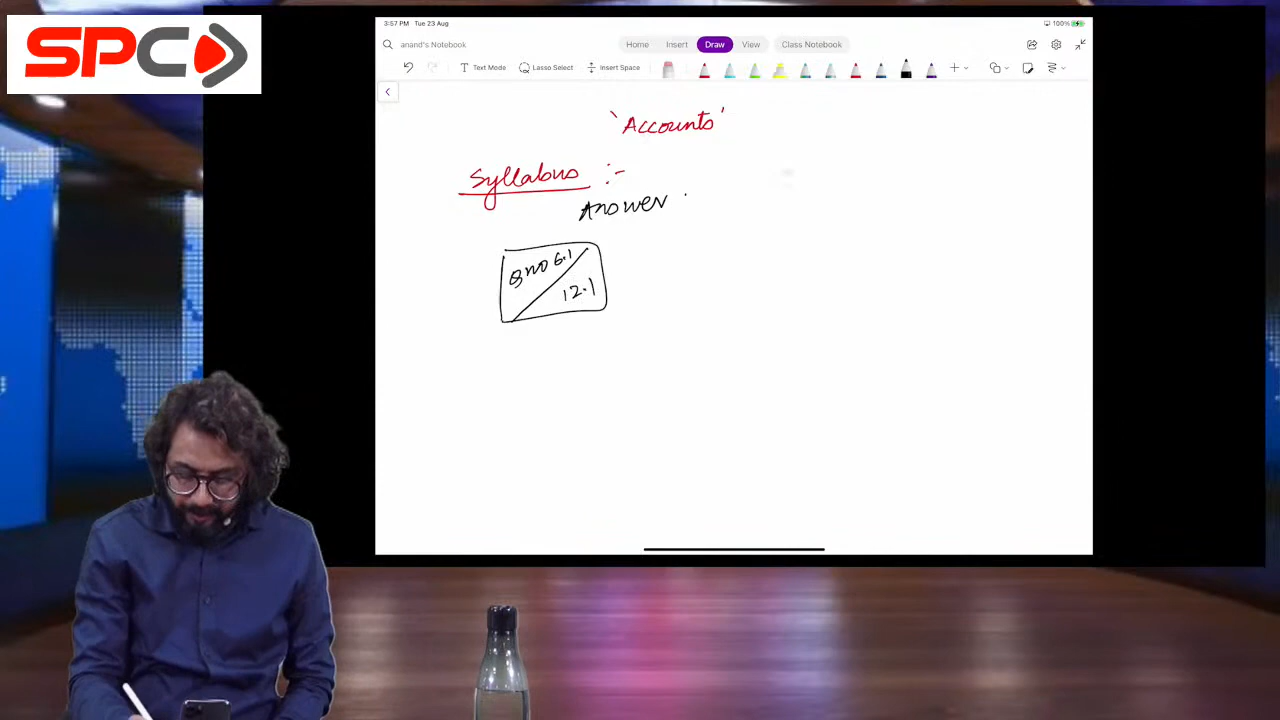 SPC
3:57 PM Tue 23 Aug 100%
anand's Notebook Home Insert Draw View Class Notebook
Text Mode Lasso Select Insert Space
'Accounts'
Syllabus :-
Answer .
Q no 6.1
12.1